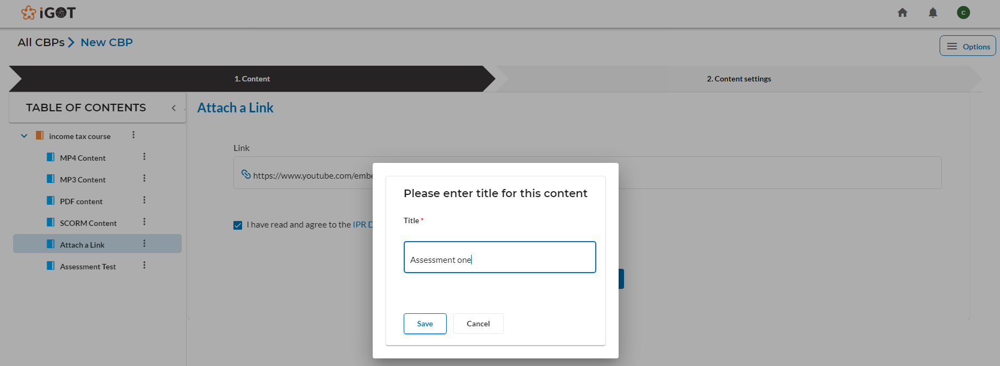 iGOT
C
All CBPs
New CBP
Options
1. Content
2. Content settings
TABLE OF CONTENTS
income tax course
MP4 Content
MP3 Content
PDF content
SCORM Content
Attach a Link
Assessment Test
Attach a Link
Link
https://www.youtube.com/embe
I have read and agree to the IPR D
Please enter title for this content
Title *
Assessment one
Save
Cancel